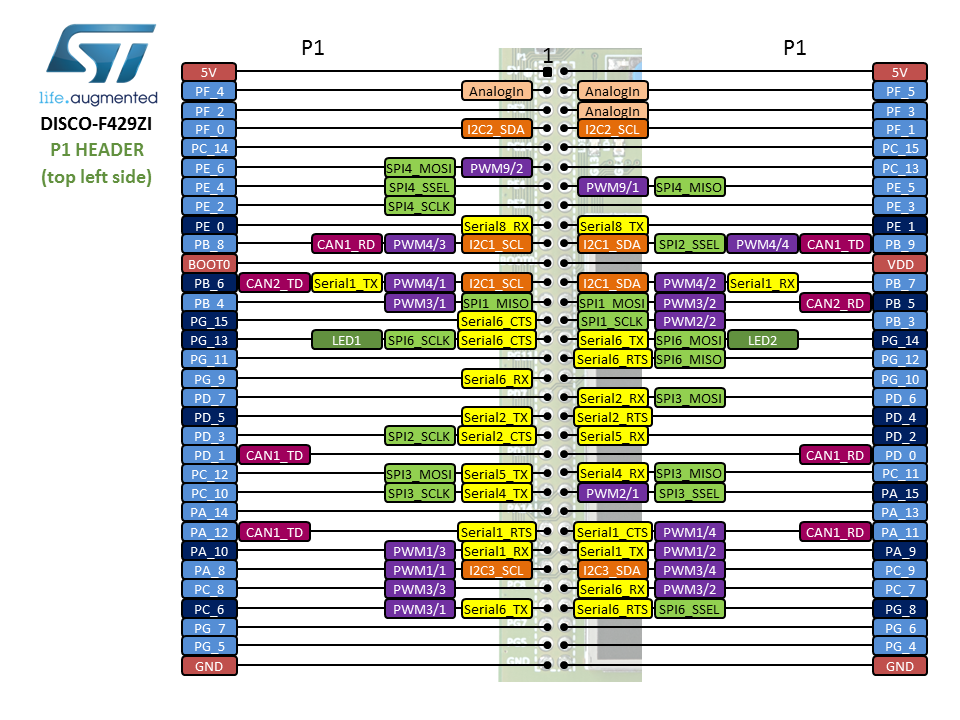 P1 P1
life.augmented
DISCO-F429ZI
P1 HEADER
(top left side)
1
5V 5V
PF_4 AnalogIn AnalogIn PF_5
PF_2 AnalogIn PF_3
PF_0 I2C2_SDA I2C2_SCL PF_1
PC_14 PC_15
PE_6 SPI4_MOSI PWM9/2 PC_13
PE_4 SPI4_SSEL PWM9/1 SPI4_MISO PE_5
PE_2 SPI4_SCLK PE_3
PE_0 Serial8_RX Serial8_TX PE_1
PB_8 CAN1_RD PWM4/3 I2C1_SCL I2C1_SDA SPI2_SSEL PWM4/4 CAN1_TD PB_9
BOOT0 VDD
PB_6 CAN2_TD Serial1_TX PWM4/1 I2C1_SCL I2C1_SDA PWM4/2 Serial1_RX PB_7
PB_4 PWM3/1 SPI1_MISO SPI1_MOSI PWM3/2 CAN2_RD PB_5
PG_15 Serial6_CTS SPI1_SCLK PWM2/2 PB_3
PG_13 LED1 SPI6_SCLK Serial6_CTS Serial6_TX SPI6_MOSI LED2 PG_14
PG_11 Serial6_RTS SPI6_MISO PG_12
PG_9 Serial6_RX PG_10
PD_7 Serial2_RX SPI3_MOSI PD_6
PD_5 Serial2_TX Serial2_RTS PD_4
PD_3 SPI2_SCLK Serial2_CTS Serial5_RX PD_2
PD_1 CAN1_TD CAN1_RD PD_0
PC_12 SPI3_MOSI Serial5_TX Serial4_RX SPI3_MISO PC_11
PC_10 SPI3_SCLK Serial4_TX PWM2/1 SPI3_SSEL PA_15
PA_14 PA_13
PA_12 CAN1_TD Serial1_RTS Serial1_CTS PWM1/4 CAN1_RD PA_11
PA_10 PWM1/3 Serial1_RX Serial1_TX PWM1/2 PA_9
PA_8 PWM1/1 I2C3_SCL I2C3_SDA PWM3/4 PC_9
PC_8 PWM3/3 Serial6_RX PWM3/2 PC_7
PC_6 PWM3/1 Serial6_TX Serial6_RTS SPI6_SSEL PG_8
PG_7 PG_6
PG_5 PG_4
GND GND